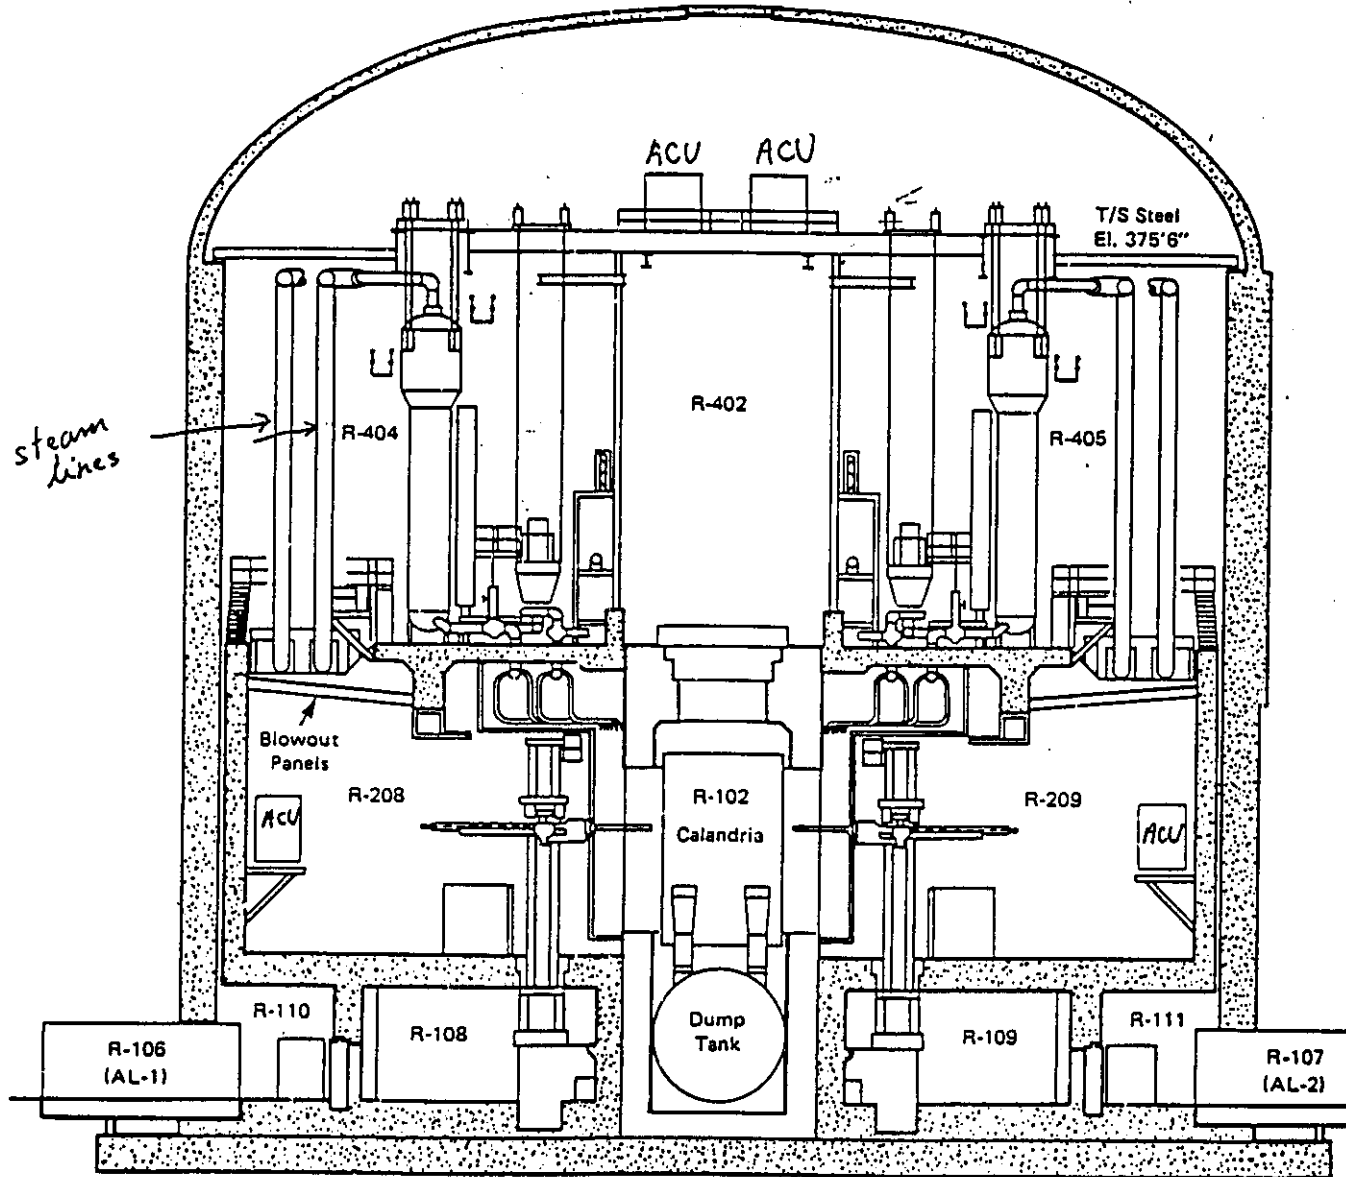 ACU ACU
T/S Steel
El. 375'6"
R-402
steam
lines
R-404
R-405
Blowout
Panels
R-208
R-102
R-209
ACU
Calandria
ACU
R-110
R-108
Dump
Tank
R-109
R-111
R-106
(AL-1)
R-107
(AL-2)